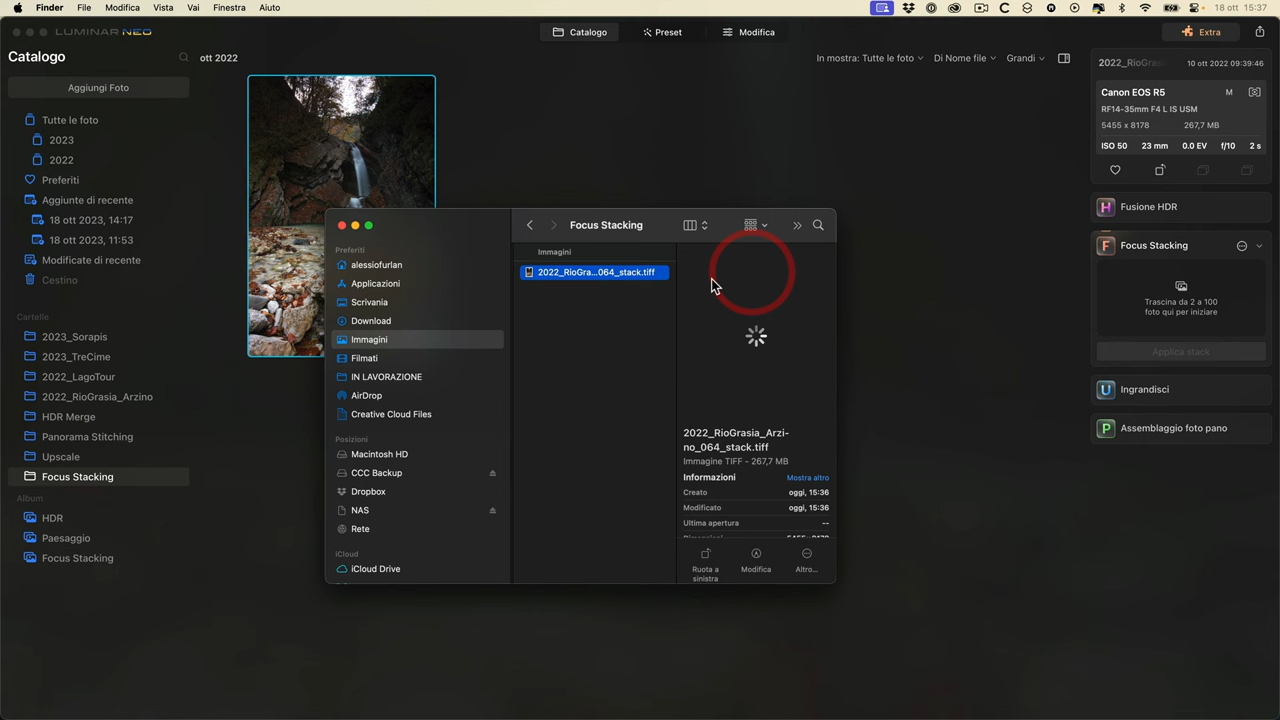 Finder File Modifica Vista Vai Finestra Aiuto
18 ott 15:37
LUMINAR NEO
Catalogo
Preset
Modifica
Extra
Catalogo
ott 2022
In mostra: Tutte le foto
Di Nome file
Grandi
Aggiungi Foto
Tutte le foto
2023
2022
Preferiti
Aggiunte di recente
18 ott 2023, 14:17
18 ott 2023, 11:53
Modificate di recente
Cestino
Cartelle
2023_Sorapis
2023_TreCime
2022_LagoTour
2022_RioGrasia_Arzino
HDR Merge
Panorama Stitching
Upscale
Focus Stacking
Album
HDR
Paesaggio
Focus Stacking
Preferiti
alessiofurlan
Applicazioni
Scrivania
Download
Immagini
Filmati
IN LAVORAZIONE
AirDrop
Creative Cloud Files
Posizioni
Macintosh HD
CCC Backup
Dropbox
NAS
Rete
iCloud
iCloud Drive
Focus Stacking
Immagini
2022_RioGra...064_stack.tiff
2022_RioGrasia_Arzi-
no_064_stack.tiff
Immagine TIFF - 267,7 MB
Informazioni Mostra altro
Creato oggi, 15:36
Modificato oggi, 15:36
Ultima apertura --
Ruota a
sinistra
Modifica
Altro...
2022_RioGrasi 10 ott 2022 09:39:46
Canon EOS R5 M
RF14-35mm F4 L IS USM
5455 x 8178 267,7 MB
ISO 50 23 mm 0.0 EV f/10 2 s
Fusione HDR
Focus Stacking
Trascina da 2 a 100
foto qui per iniziare
Applica stack
Ingrandisci
Assemblaggio foto pano